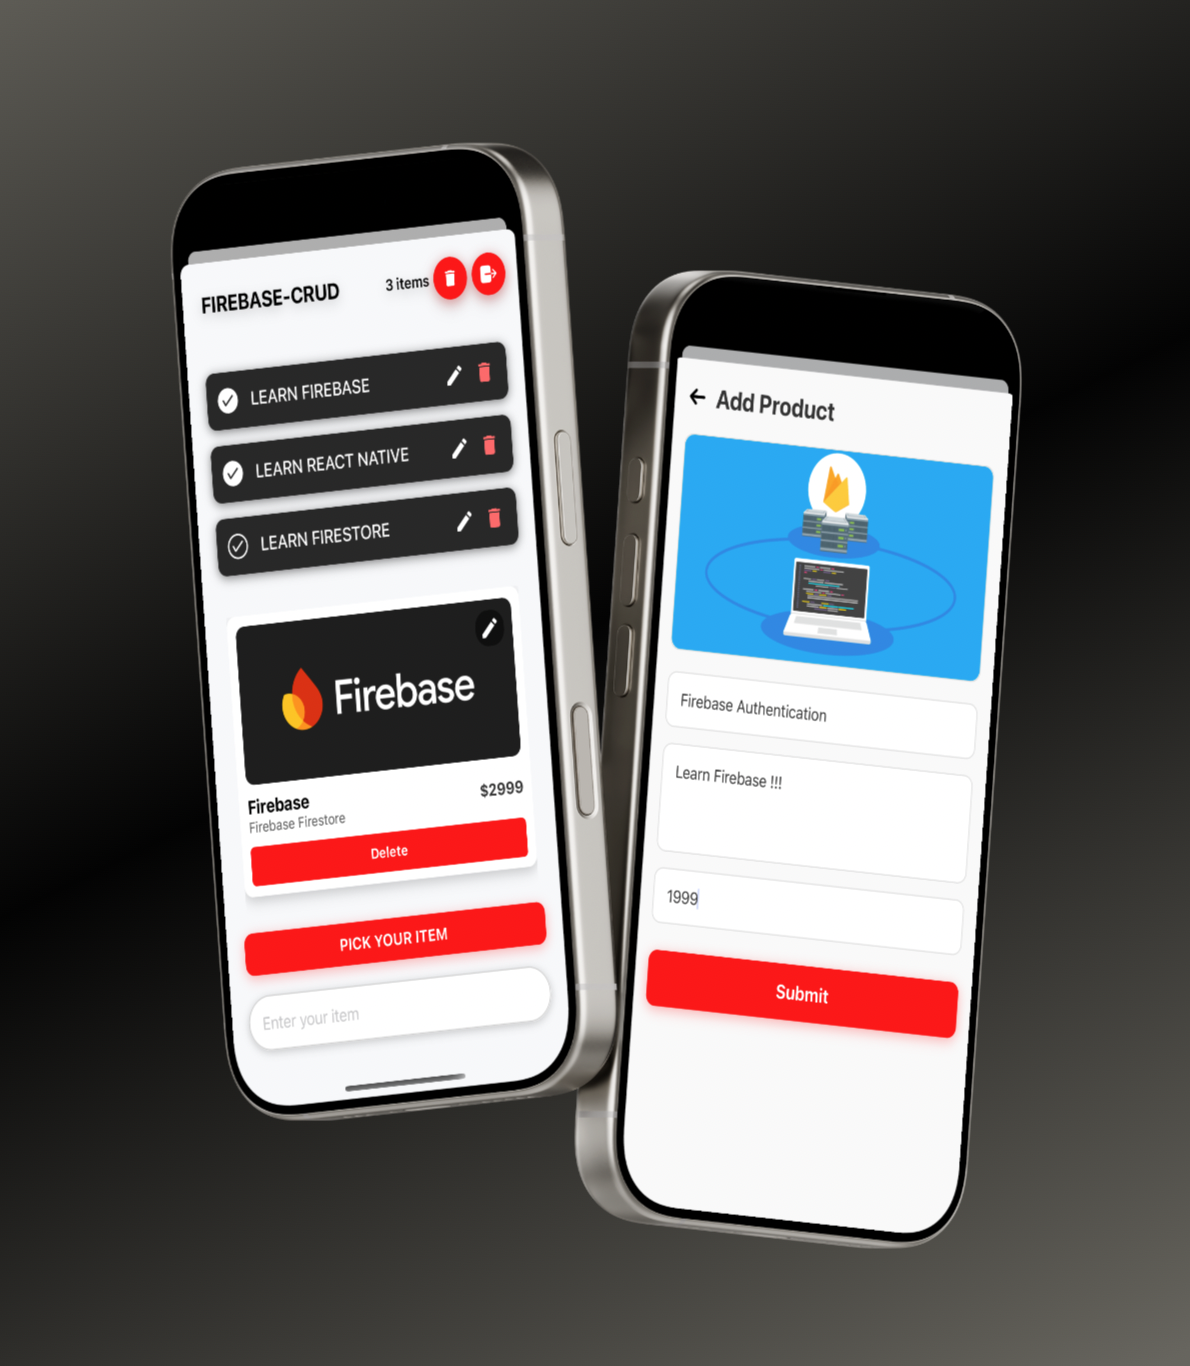 FIREBASE-CRUD
3 items
LEARN FIREBASE
LEARN REACT NATIVE
LEARN FIRESTORE
Firebase
Firebase
$2999
Firebase Firestore
Delete
PICK YOUR ITEM
Enter your item
Add Product
Firebase Authentication
Learn Firebase !!!
1999
Submit